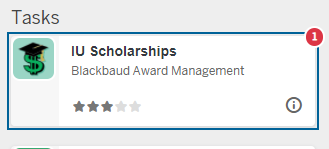 Tasks
1
IU Scholarships
Blackbaud Award Management
$
i